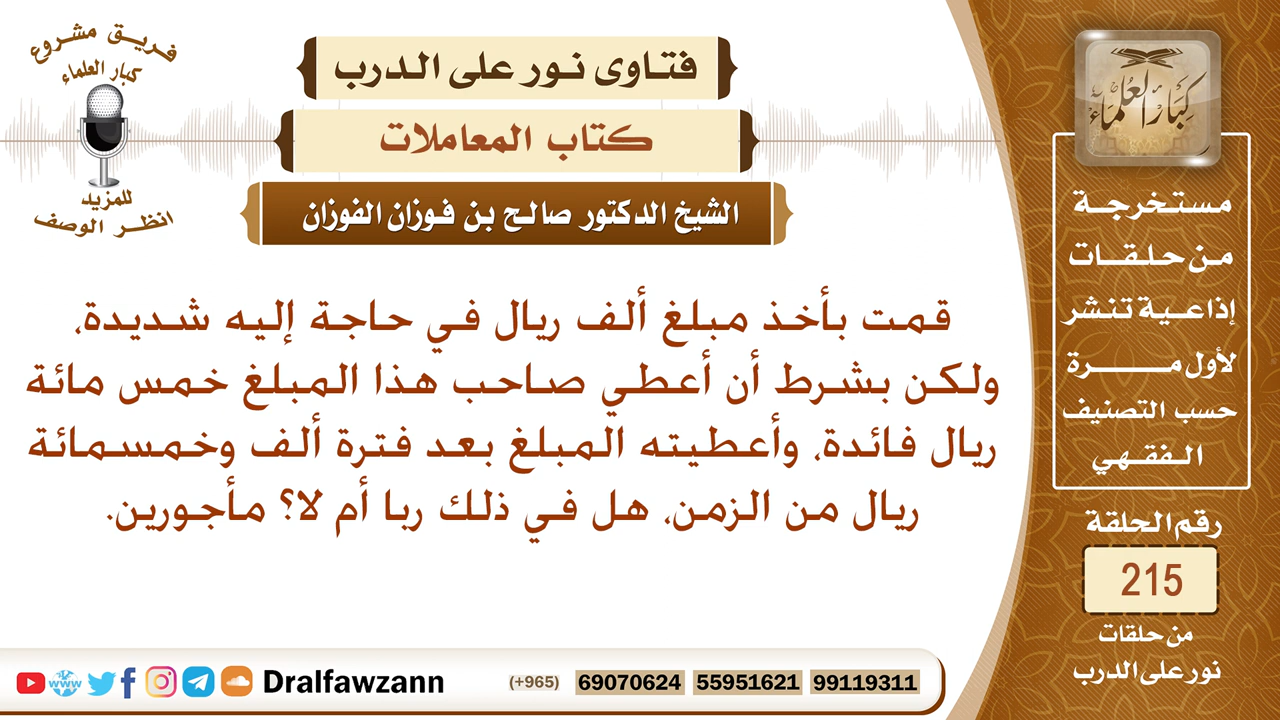 فريق مشروع
كبار العلماء
للمزيد
انظر الوصف
فتاوى نور على الدرب
كتاب المعاملات
الشيخ الدكتور صالح بن فوزان الفوزان
قمت بأخذ مبلغ ألف ريال في حاجة إليه شديدة،
ولكن بشرط أن أعطي صاحب هذا المبلغ خمس مائة
ريال فائدة، وأعطيته المبلغ بعد فترة ألف وخمسمائة
ريال من الزمن، هل في ذلك ربا أم لا؟ مأجورين.
كبار العلماء
مستخرجة
من حلقات
إذاعية تنشر
لأول مرة
حسب التصنيف
الفقهي
رقم الحلقة
215
من حلقات
نور على الدرب
www
Dralfawzann
(+965) 69070624 55951621 99119311